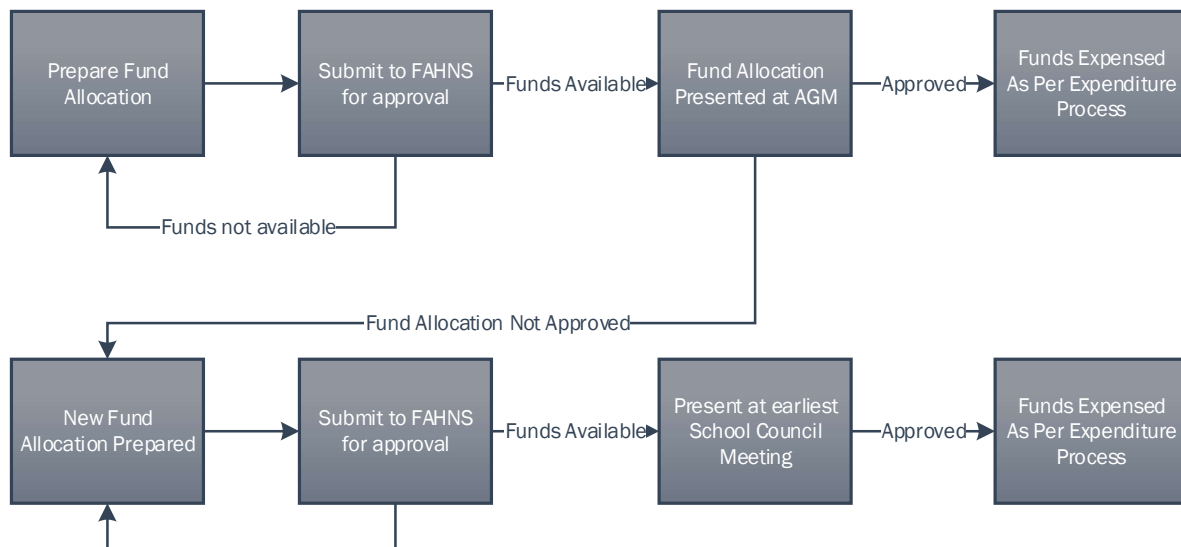 Prepare Fund
Allocation
Submit to FAHNS
for approval
Funds Available
Fund Allocation
Presented at AGM
Approved
Funds Expensed
As Per Expenditure
Process
Funds not available
Fund Allocation Not Approved
New Fund
Allocation Prepared
Submit to FAHNS
for approval
Funds Available
Present at earliest
School Council
Meeting
Approved
Funds Expensed
As Per Expenditure
Process